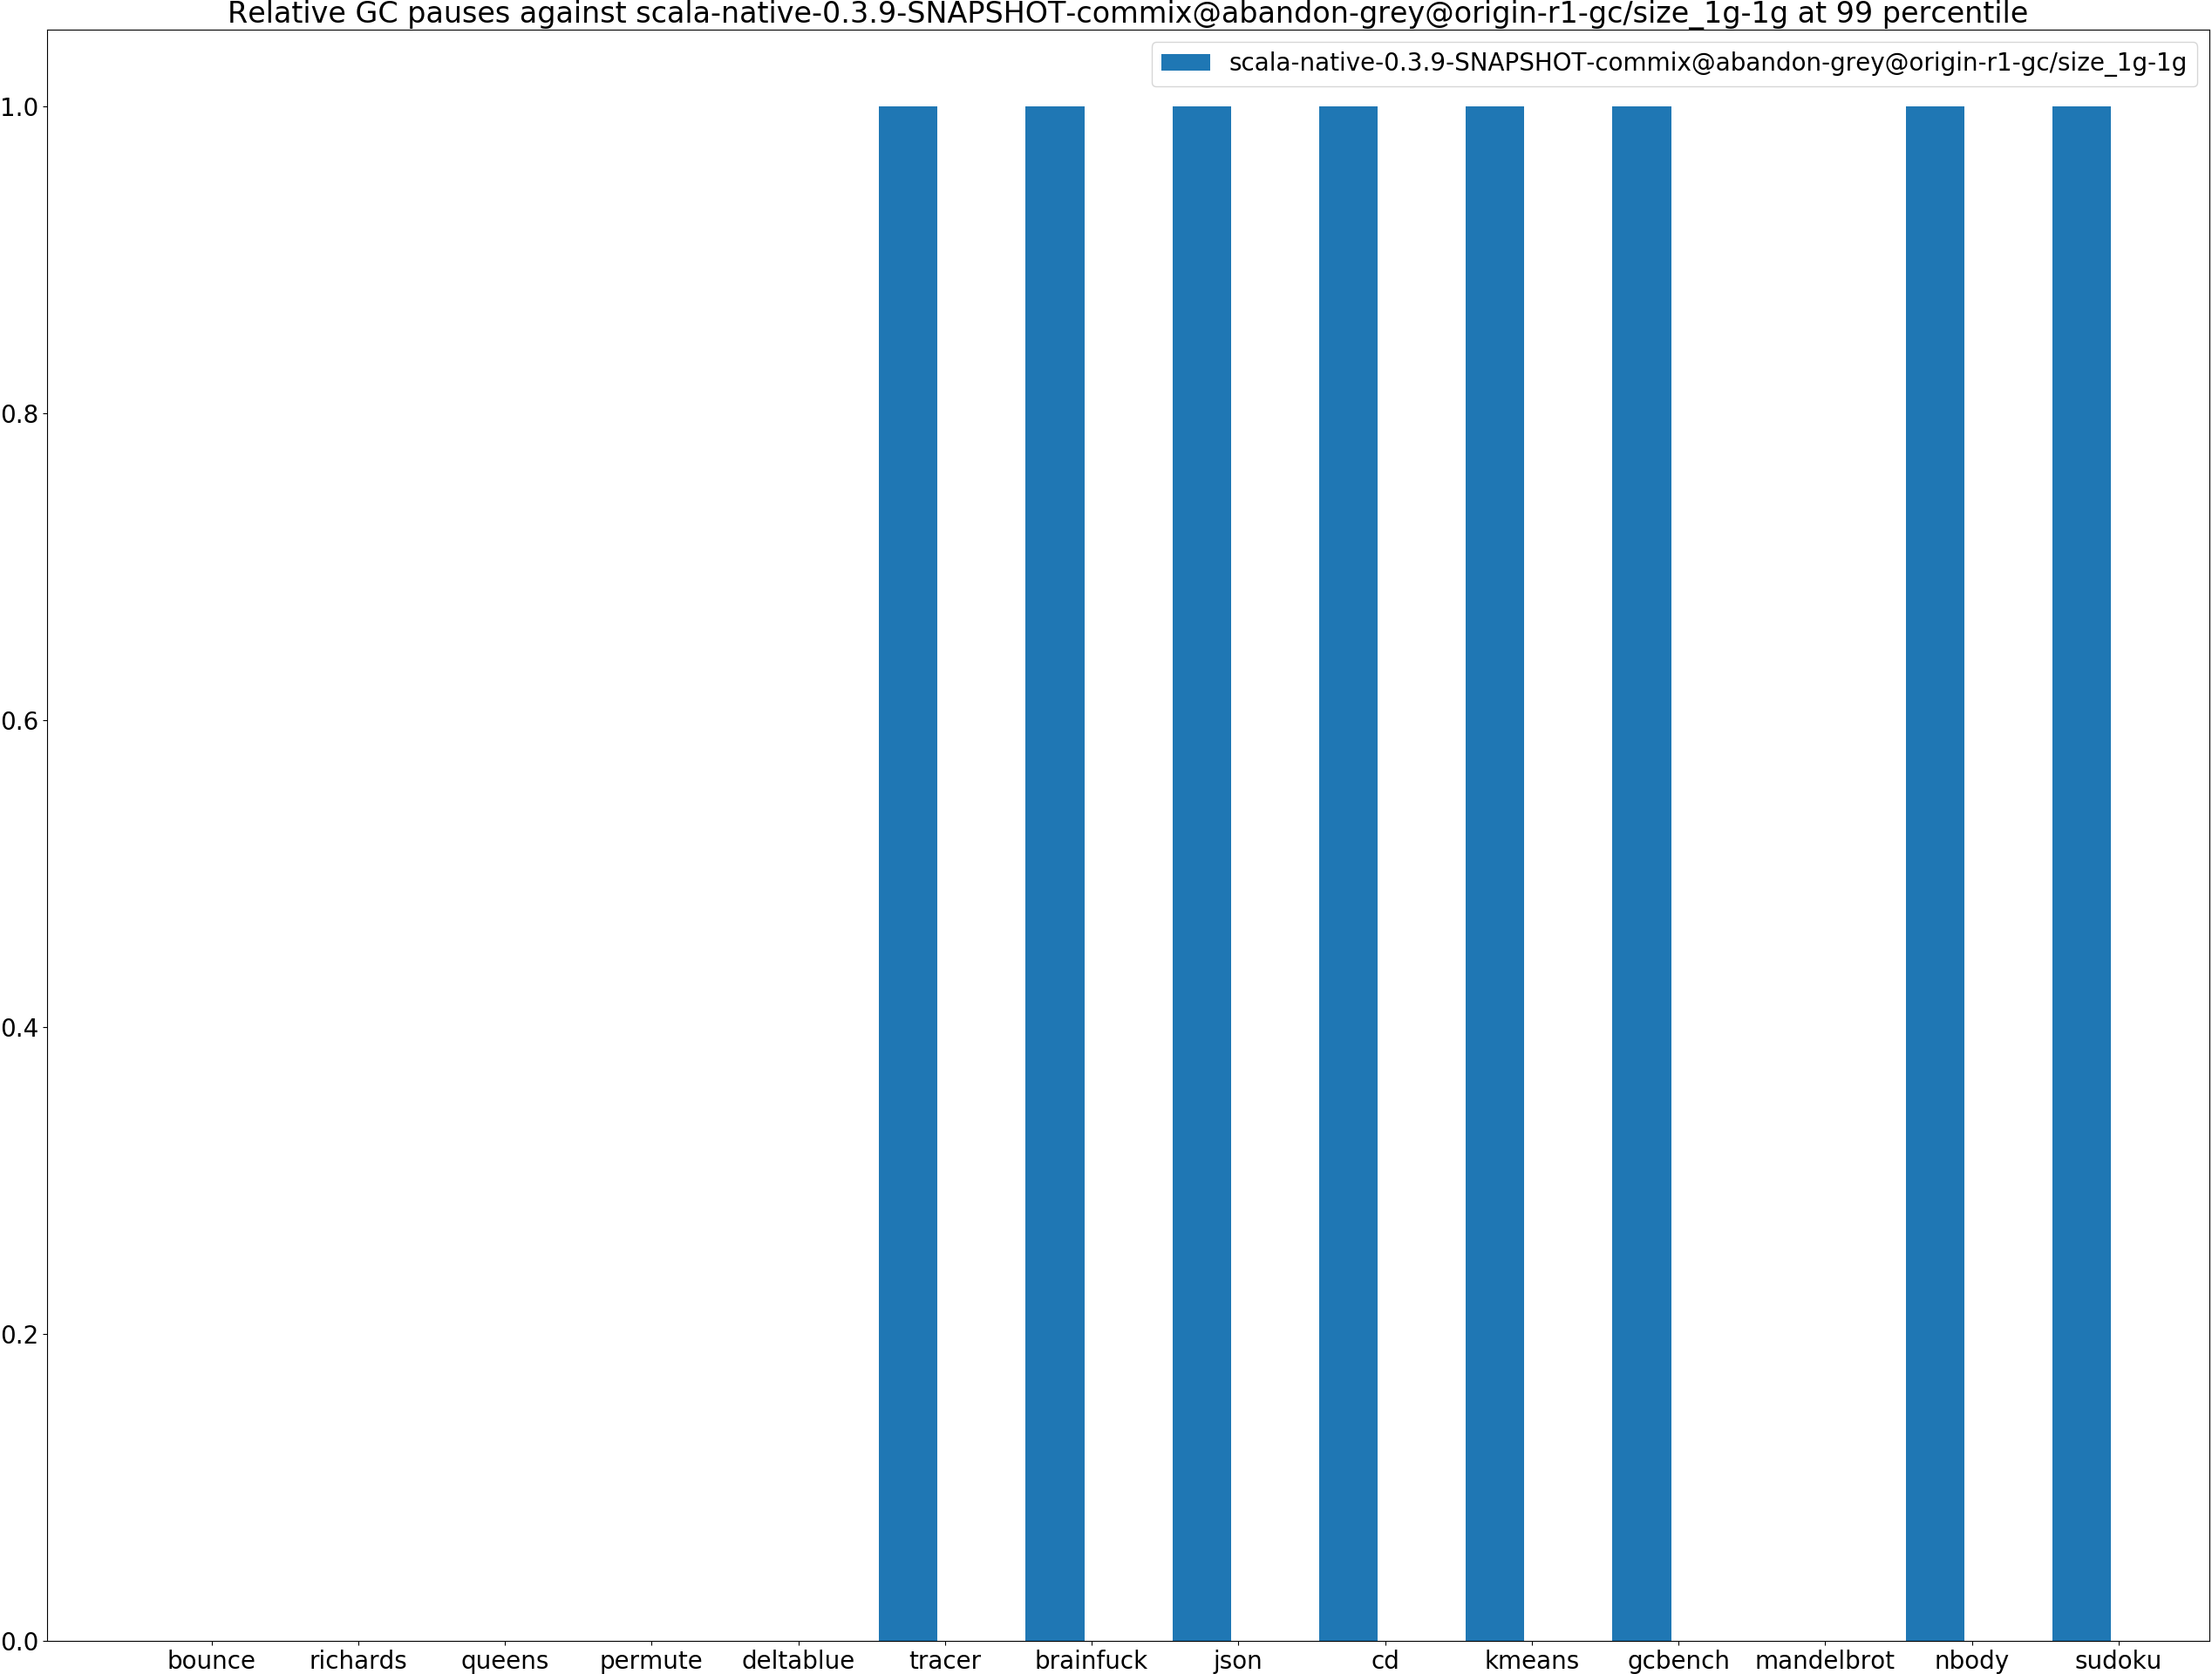 Relative GC pauses against scala-native-0.3.9-SNAPSHOT-commix@abandon-grey@origin-r1-gc/size_1g-1g at 99 percentile
scala-native-0.3.9-SNAPSHOT-commix@abandon-grey@origin-r1-gc/size_1g-1g
1.0
0.8
0.6
0.4
0.2
0.0
bounce richards queens permute deltablue tracer brainfuck json cd kmeans gcbench mandelbrot nbody sudoku